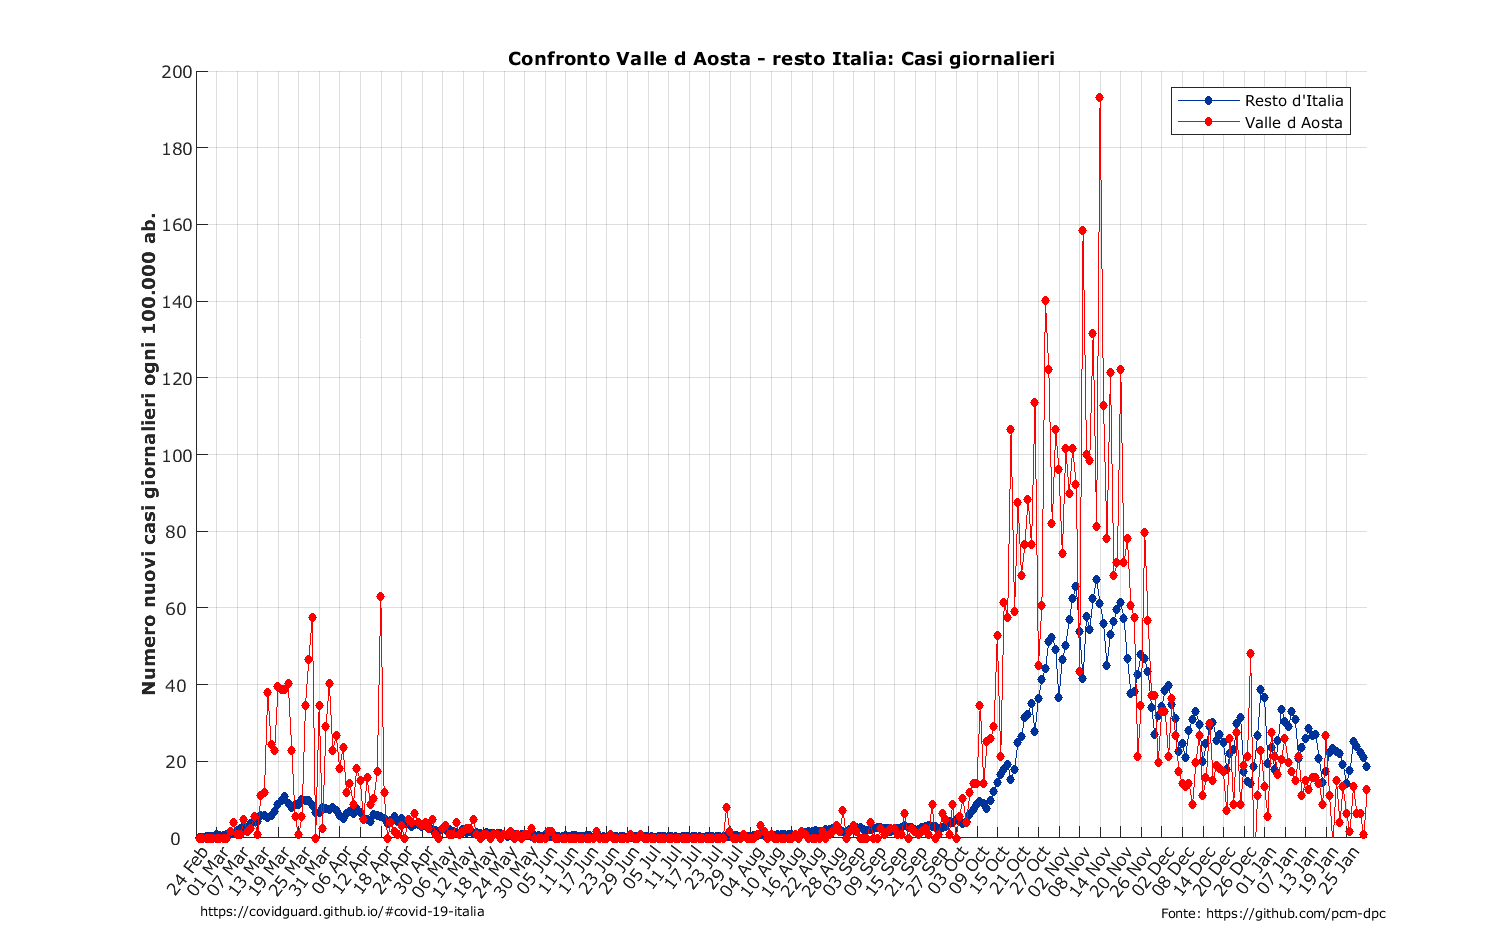 Confronto Valle d Aosta - resto Italia: Casi giornalieri
Numero nuovi casi giornalieri ogni 100.000 ab.
200
180
160
140
120
100
80
60
40
20
0
Resto d'Italia
Valle d Aosta
24 Feb
01 Mar
07 Mar
13 Mar
19 Mar
25 Mar
31 Mar
06 Apr
12 Apr
18 Apr
24 Apr
30 Apr
06 May
12 May
18 May
24 May
30 May
05 Jun
11 Jun
17 Jun
23 Jun
29 Jun
05 Jul
11 Jul
17 Jul
23 Jul
29 Jul
04 Aug
10 Aug
16 Aug
22 Aug
28 Aug
03 Sep
09 Sep
15 Sep
21 Sep
27 Sep
03 Oct
09 Oct
15 Oct
21 Oct
27 Oct
02 Nov
08 Nov
14 Nov
20 Nov
26 Nov
02 Dec
08 Dec
14 Dec
20 Dec
26 Dec
01 Jan
07 Jan
13 Jan
19 Jan
25 Jan
https://covidguard.github.io/#covid-19-italia
Fonte: https://github.com/pcm-dpc